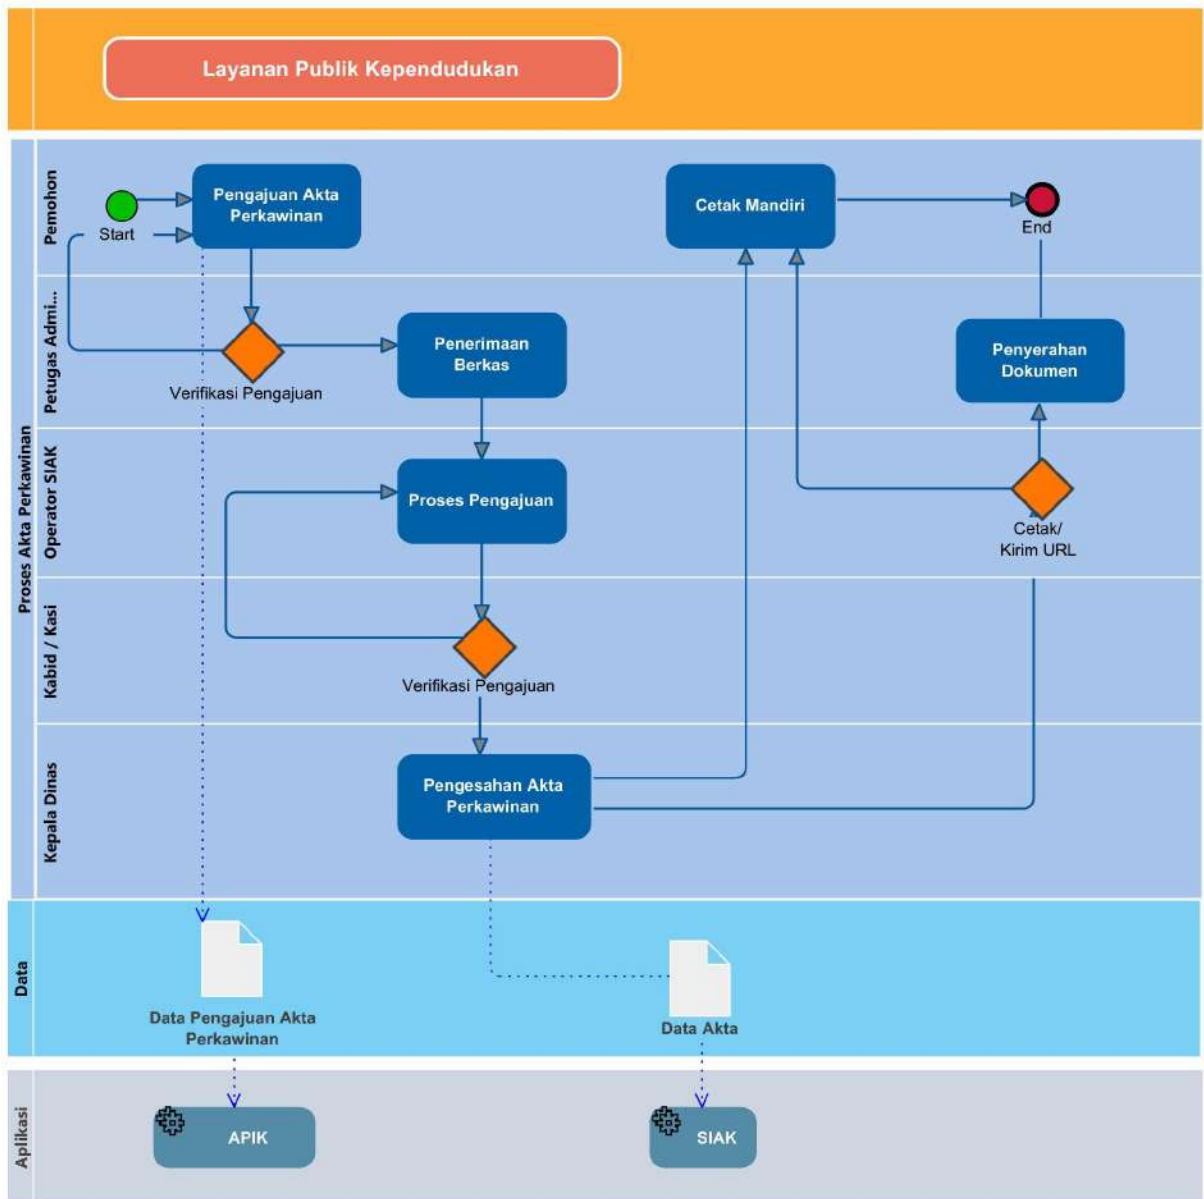 Layanan Publik Kependudukan
Proses Akta Perkawinan
Pemohon
Start
Pengajuan Akta
Perkawinan
Cetak Mandiri
End
Petugas Admi...
Verifikasi Pengajuan
Penerimaan
Berkas
Penyerahan
Dokumen
Operator SIAK
Proses Pengajuan
Cetak/
Kirim URL
Kabid / Kasi
Verifikasi Pengajuan
Kepala Dinas
Pengesahan Akta
Perkawinan
Data
Data Pengajuan Akta
Perkawinan
Data Akta
Aplikasi
APIK
SIAK